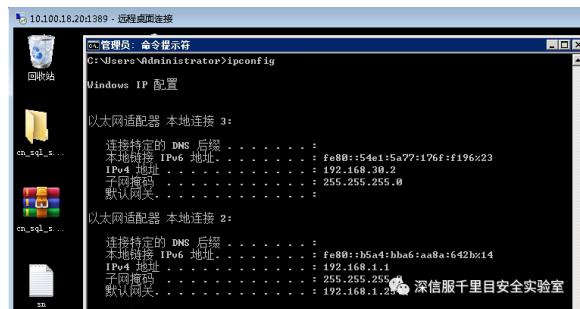 10.100.18.20:1389 - 远程桌面连接
回收站
cn_sql_s...
cn_sql_s...
sn
管理员: 命令提示符
C:\Users\Administrator>ipconfig
Windows IP 配置
以太网适配器 本地连接 3:
连接特定的 DNS 后缀 . . . . . . . :
本地链接 IPv6 地址. . . . . . . . : fe80::54e1:5a77:176f:f196%23
IPv4 地址 . . . . . . . . . . . . : 192.168.30.2
子网掩码 . . . . . . . . . . . . : 255.255.255.0
默认网关. . . . . . . . . . . . . :
以太网适配器 本地连接 2:
连接特定的 DNS 后缀 . . . . . . . :
本地链接 IPv6 地址. . . . . . . . : fe80::b5a4:bba6:aa8a:642b%14
IPv4 地址 . . . . . . . . . . . . : 192.168.1.1
子网掩码 . . . . . . . . . . . . : 255.255.255.
默认网关. . . . . . . . . . . . . : 192.168.1.25
深信服千里目安全实验室